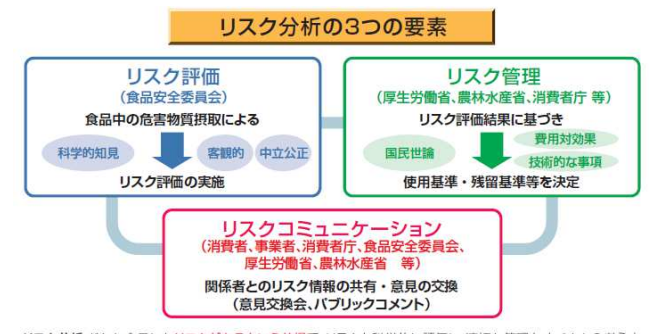 リスク分析の3つの要素
リスク評価
(食品安全委員会)
食品中の危害物質摂取による
科学的知見
客観的
中立公正
リスク評価の実施
リスク管理
(厚生労働省、農林水産省、消費者庁 等)
リスク評価結果に基づき
国民世論
費用対効果
技術的な事項
使用基準・残留基準等を決定
リスクコミュニケーション
(消費者、事業者、消費者庁、食品安全委員会、
厚生労働省、農林水産省 等)
関係者とのリスク情報の共有・意見の交換
(意見交換会、パブリックコメント)